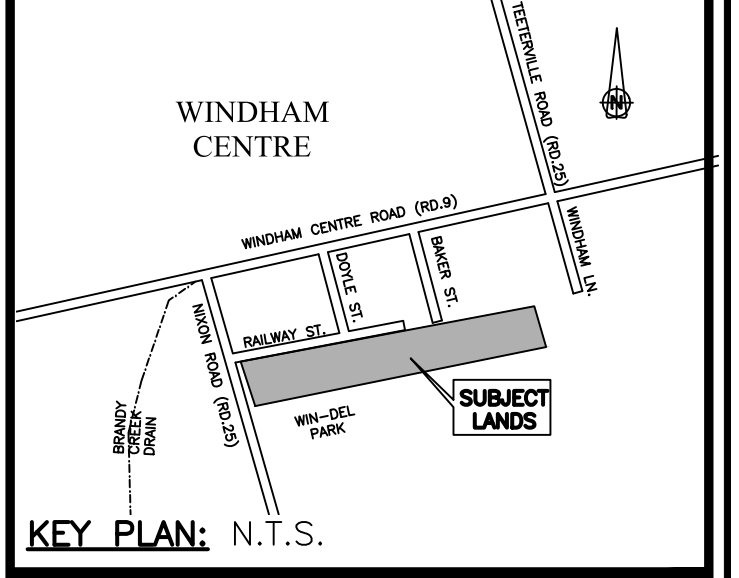 TEETERVILLE ROAD (RD.25)
N
WINDHAM
CENTRE
WINDHAM CENTRE ROAD (RD.9)
WINDHAM LN.
BAKER ST.
DOYLE ST.
RAILWAY ST.
NIXON ROAD (RD.25)
SUBJECT
LANDS
WIN-DEL
PARK
BRANDY
CREEK
DRAIN
KEY PLAN: N.T.S.